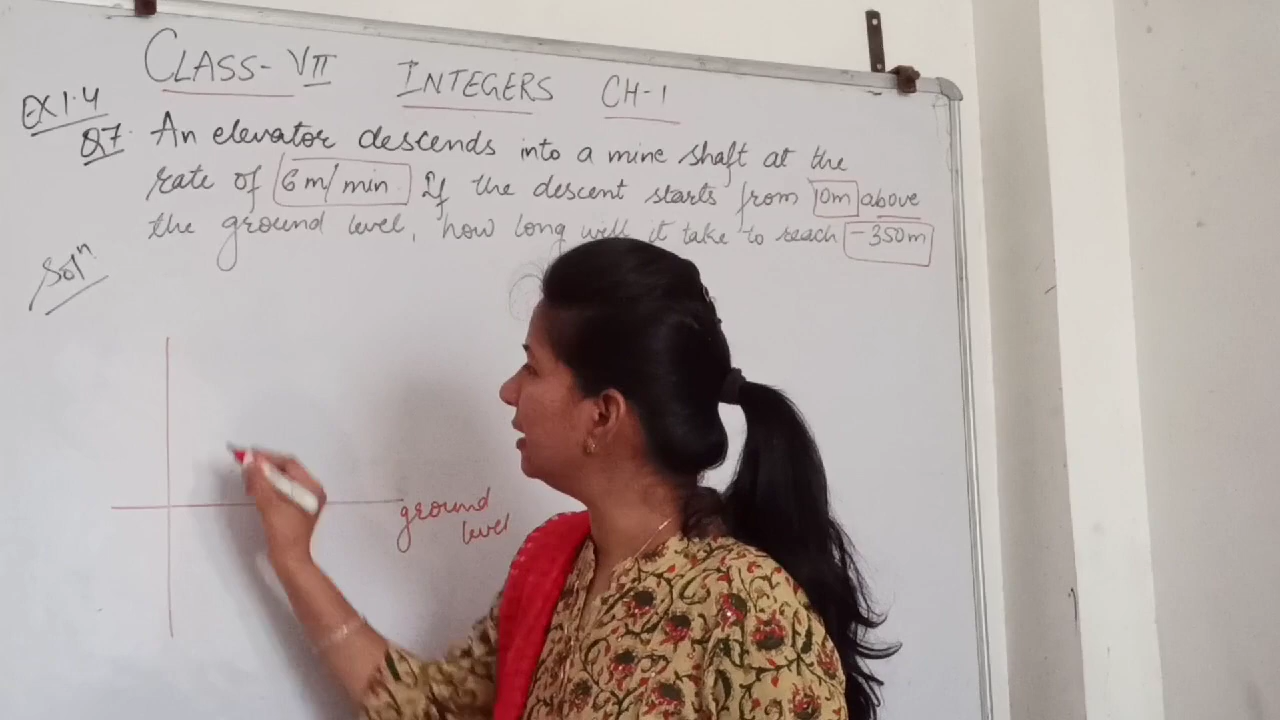 CLASS-VII INTEGERS CH-1
EX 1.4
Q7. An elevator descends into a mine shaft at the
rate of 6 m/min. If the descent starts from 10m above
the ground level, how long will it take to reach -350m
Solⁿ
ground
level